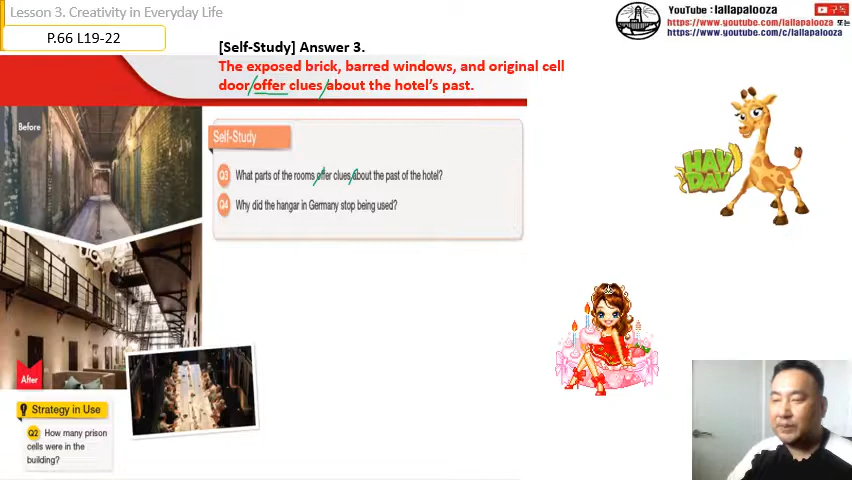 Lesson 3. Creativity in Everyday Life
YouTube : lallapalooza
구독
https://www.youtube.com/lallapalooza 또는
https://www.youtube.com/c/lallapalooza
P.66 L19-22
[Self-Study] Answer 3.
The exposed brick, barred windows, and original cell
door offer clues about the hotel's past.
Before
Self-Study
Q3 What parts of the rooms offer clues about the past of the hotel?
Q4 Why did the hangar in Germany stop being used?
HAY
DAY
After
Strategy in Use
Q2 How many prison
cells were in the
building?